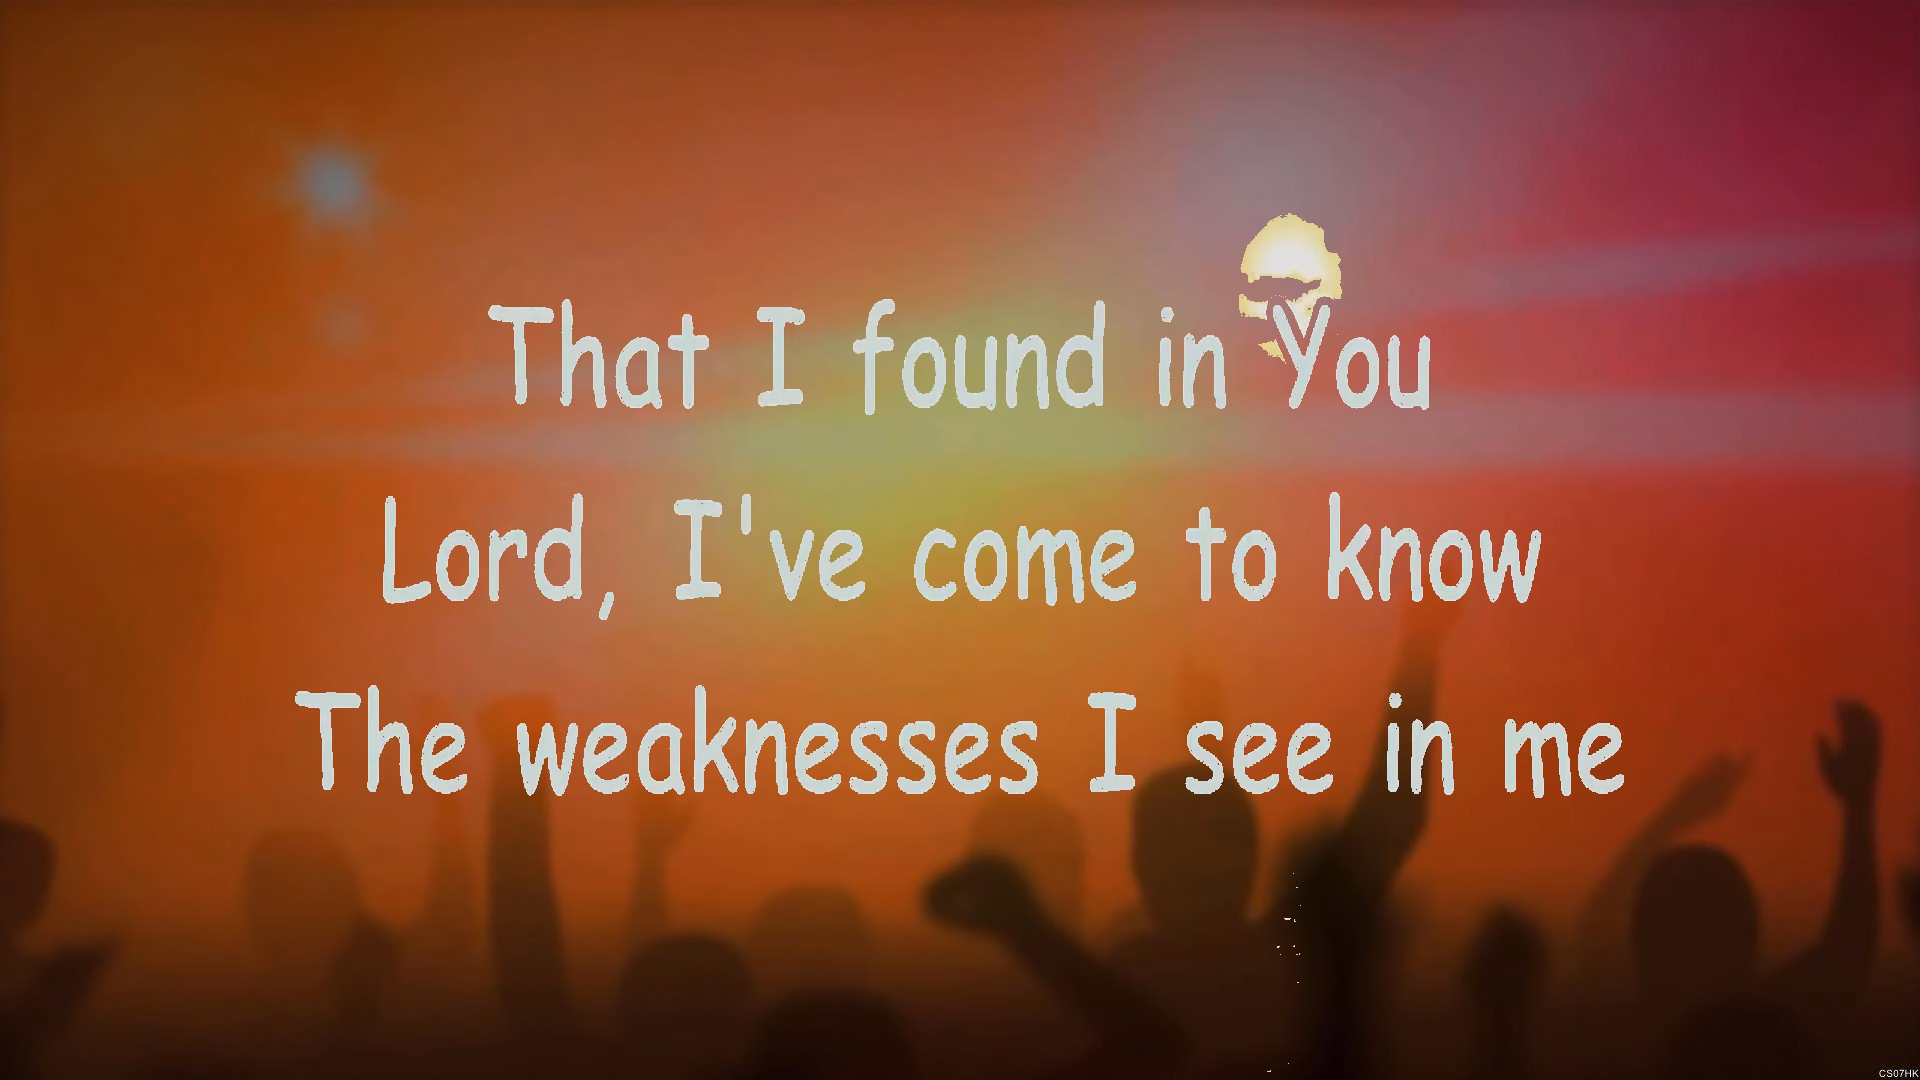 That I found in You
Lord, I've come to know
The weaknesses I see in me
CS07HK